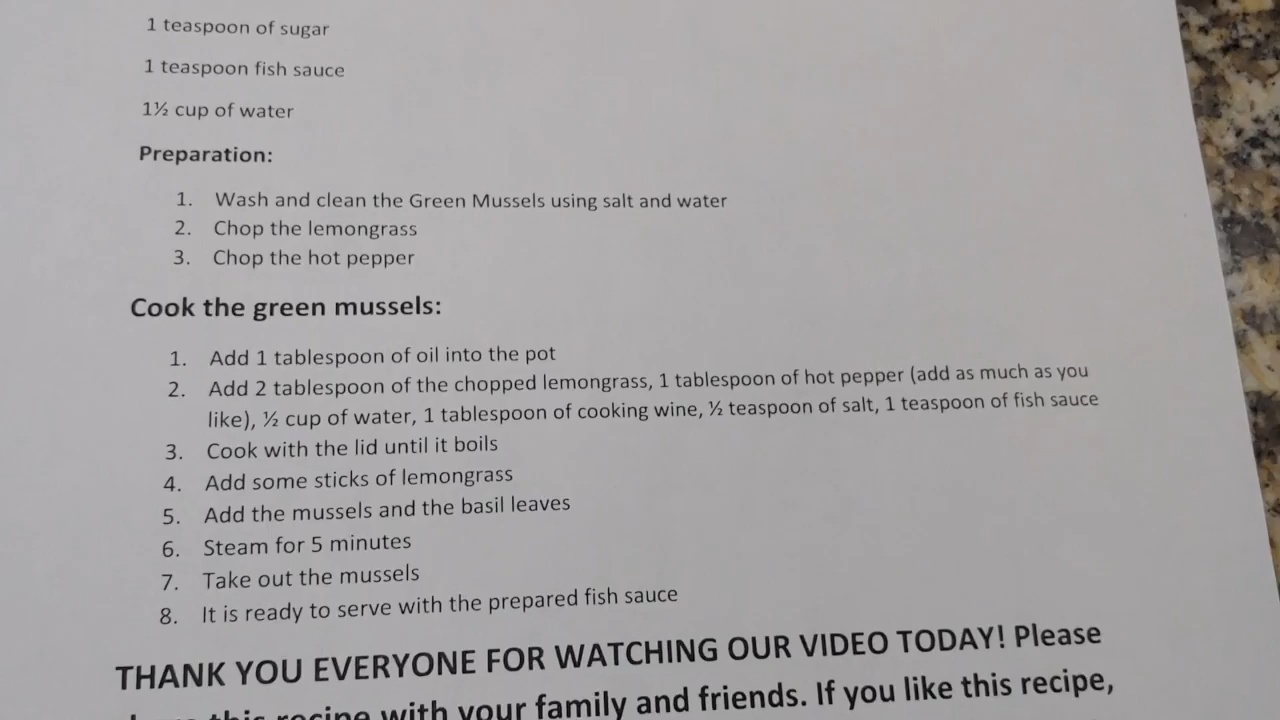 1 teaspoon of sugar
1 teaspoon fish sauce
1½ cup of water
Preparation:
1. Wash and clean the Green Mussels using salt and water
2. Chop the lemongrass
3. Chop the hot pepper
Cook the green mussels:
1. Add 1 tablespoon of oil into the pot
2. Add 2 tablespoon of the chopped lemongrass, 1 tablespoon of hot pepper (add as much as you
like), ½ cup of water, 1 tablespoon of cooking wine, ½ teaspoon of salt, 1 teaspoon of fish sauce
3. Cook with the lid until it boils
4. Add some sticks of lemongrass
5. Add the mussels and the basil leaves
6. Steam for 5 minutes
7. Take out the mussels
8. It is ready to serve with the prepared fish sauce
THANK YOU EVERYONE FOR WATCHING OUR VIDEO TODAY! Please
this recipe with your family and friends. If you like this recipe,